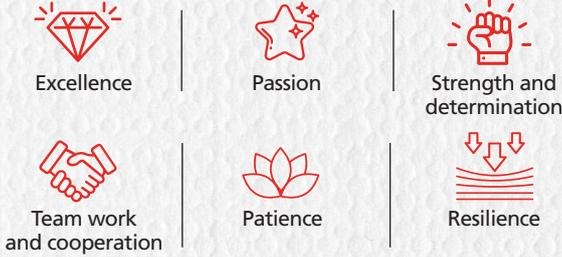 Excellence
Passion
Strength and
determination
Team work
and cooperation
Patience
Resilience